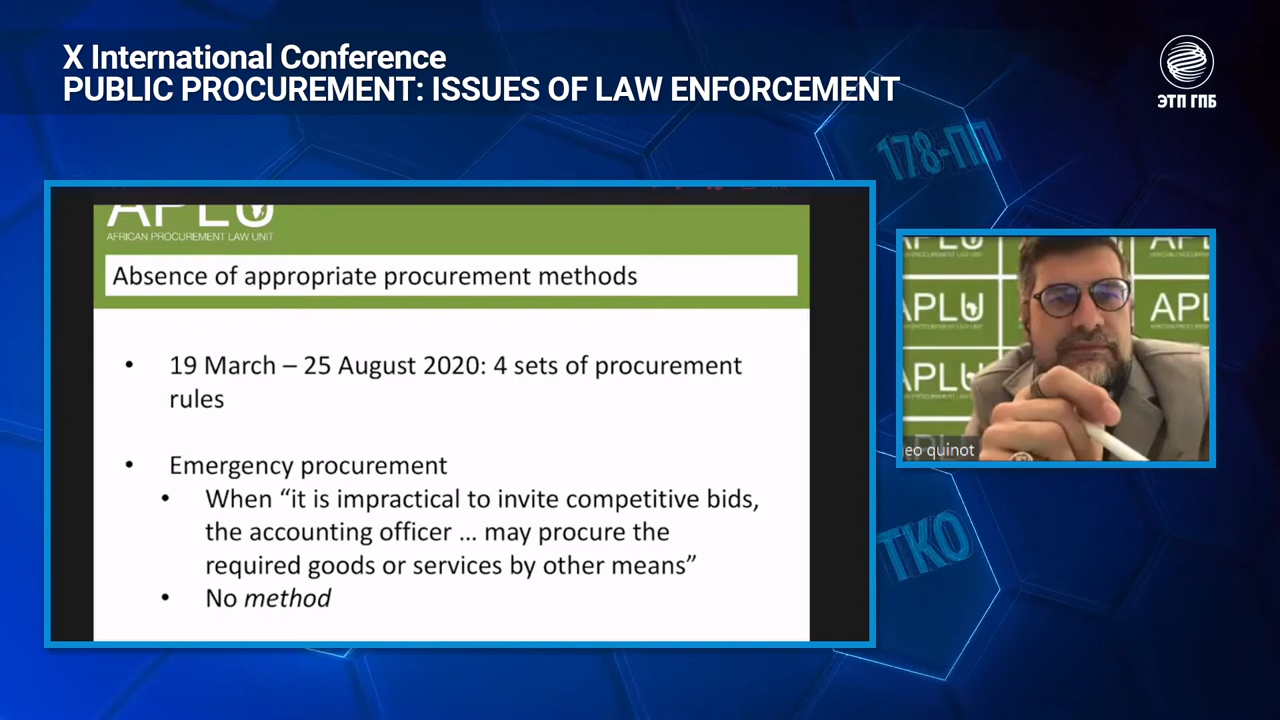 X International Conference
PUBLIC PROCUREMENT: ISSUES OF LAW ENFORCEMENT
ЭТП ГПБ
178-ПП
APLU
AFRICAN PROCUREMENT LAW UNIT
Absence of appropriate procurement methods
• 19 March – 25 August 2020: 4 sets of procurement
rules
• Emergency procurement
• When “it is impractical to invite competitive bids,
the accounting officer ... may procure the
required goods or services by other means”
• No method
APLU
APLU
APLU
eo quinot
ТКО